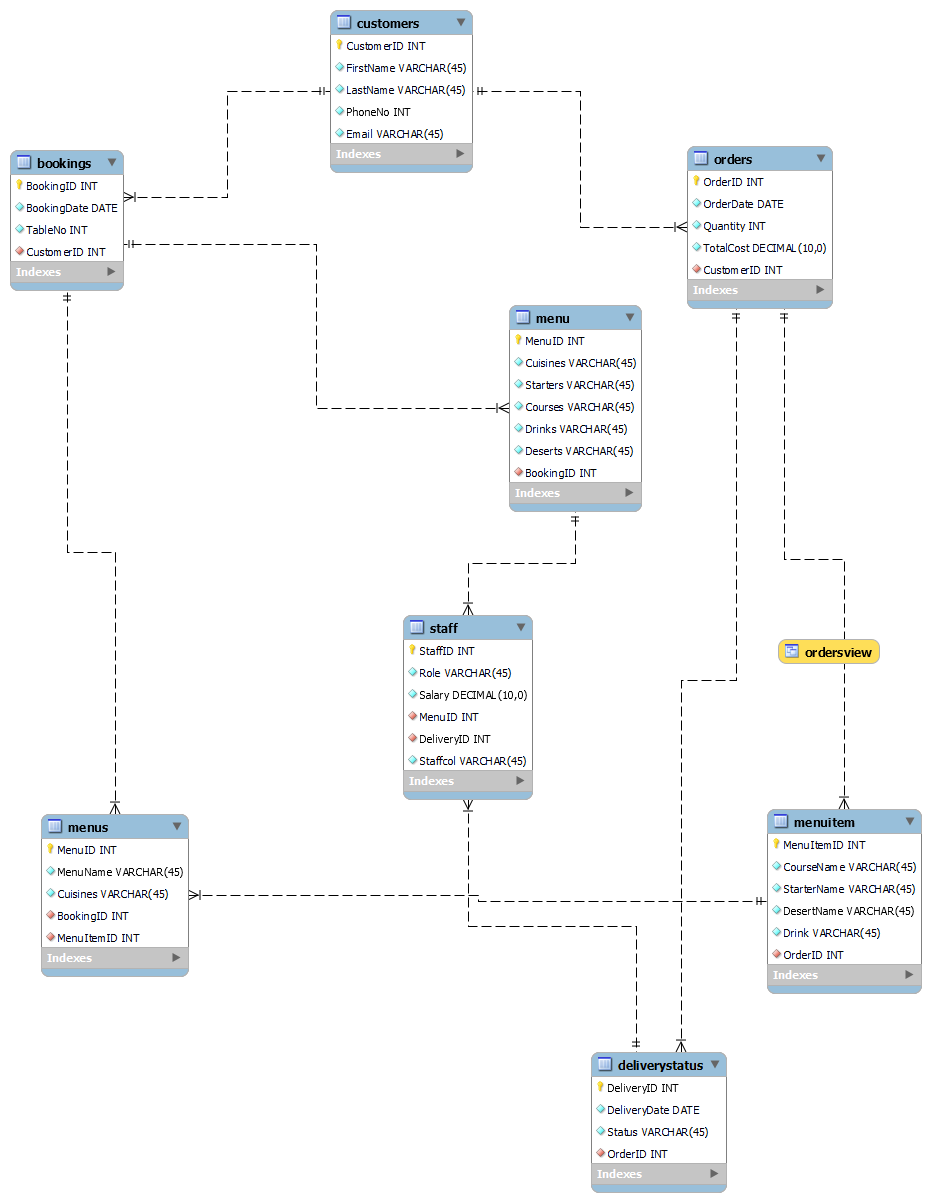 customers
CustomerID INT
FirstName VARCHAR(45)
LastName VARCHAR(45)
PhoneNo INT
Email VARCHAR(45)
Indexes
bookings
BookingID INT
BookingDate DATE
TableNo INT
CustomerID INT
Indexes
orders
OrderID INT
OrderDate DATE
Quantity INT
TotalCost DECIMAL(10,0)
CustomerID INT
Indexes
menu
MenuID INT
Cuisines VARCHAR(45)
Starters VARCHAR(45)
Courses VARCHAR(45)
Drinks VARCHAR(45)
Deserts VARCHAR(45)
BookingID INT
Indexes
staff
StaffID INT
Role VARCHAR(45)
Salary DECIMAL(10,0)
MenuID INT
DeliveryID INT
Staffcol VARCHAR(45)
Indexes
ordersview
menus
MenuID INT
MenuName VARCHAR(45)
Cuisines VARCHAR(45)
BookingID INT
MenuItemID INT
Indexes
menuitem
MenuItemID INT
CourseName VARCHAR(45)
StarterName VARCHAR(45)
DesertName VARCHAR(45)
Drink VARCHAR(45)
OrderID INT
Indexes
deliverystatus
DeliveryID INT
DeliveryDate DATE
Status VARCHAR(45)
OrderID INT
Indexes